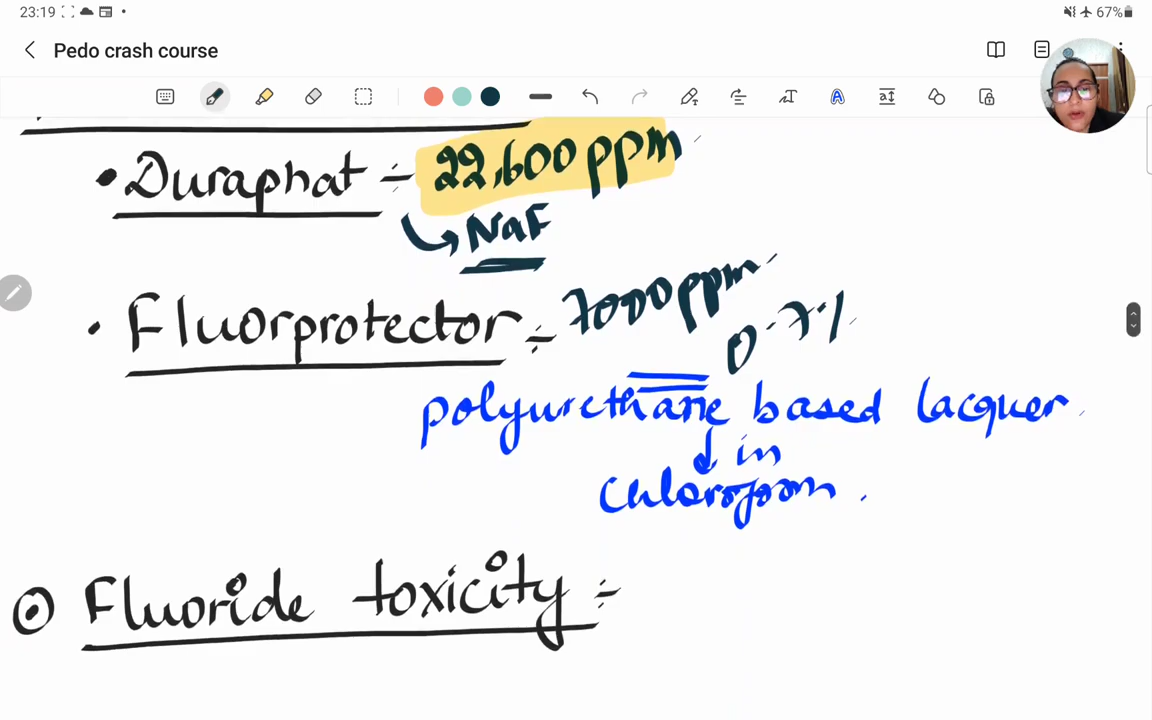 23:19
67%
Pedo crash course
• Duraphat ÷ 22,600 ppm
↳ NaF
• Fluorprotector ÷ 7000 ppm
0.7%
polyurethane based lacquer
↓ in
Chloroform.
⊙ Fluoride toxicity ÷